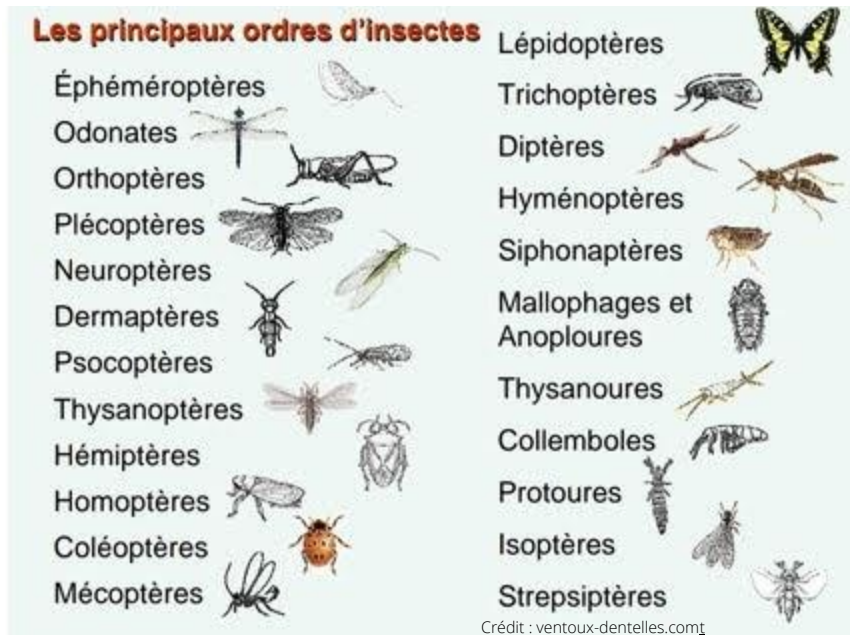 Les principaux ordres d'insectes
Éphéméroptères
Odonates
Orthoptères
Plécoptères
Neuroptères
Dermaptères
Psocoptères
Thysanoptères
Hémiptères
Homoptères
Coléoptères
Mécoptères
Lépidoptères
Trichoptères
Diptères
Hyménoptères
Siphonaptères
Mallophages et
Anoploures
Thysanoures
Collemboles
Protoures
Isoptères
Strepsiptères
Crédit : ventoux-dentelles.comt